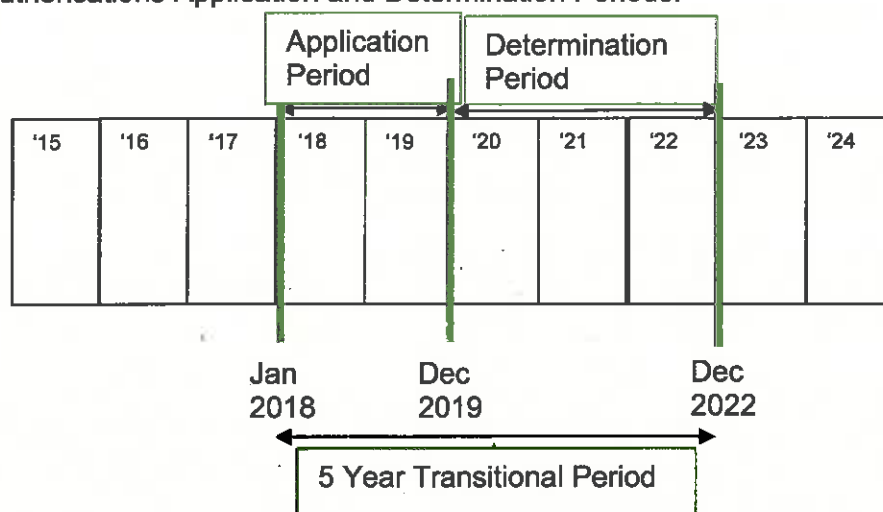 Application
Period
Determination
Period
'15 '16 '17 '18 '19 '20 '21 '22 '23 '24
Jan
2018
Dec
2019
Dec
2022
5 Year Transitional Period